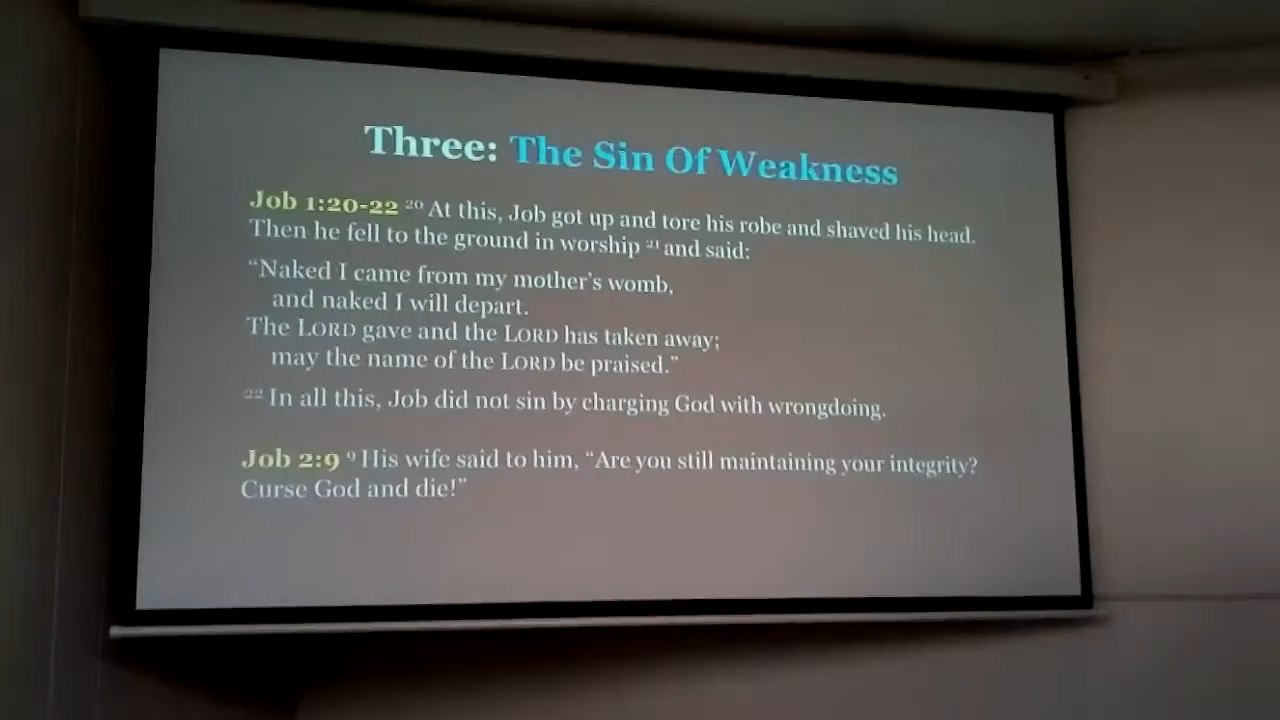 Three: The Sin Of Weakness
Job 1:20-22 ²⁰ At this, Job got up and tore his robe and shaved his head.
Then he fell to the ground in worship ²¹ and said:
“Naked I came from my mother’s womb,
and naked I will depart.
The LORD gave and the LORD has taken away;
may the name of the LORD be praised.”
²² In all this, Job did not sin by charging God with wrongdoing.
Job 2:9 ⁹ His wife said to him, “Are you still maintaining your integrity?
Curse God and die!”